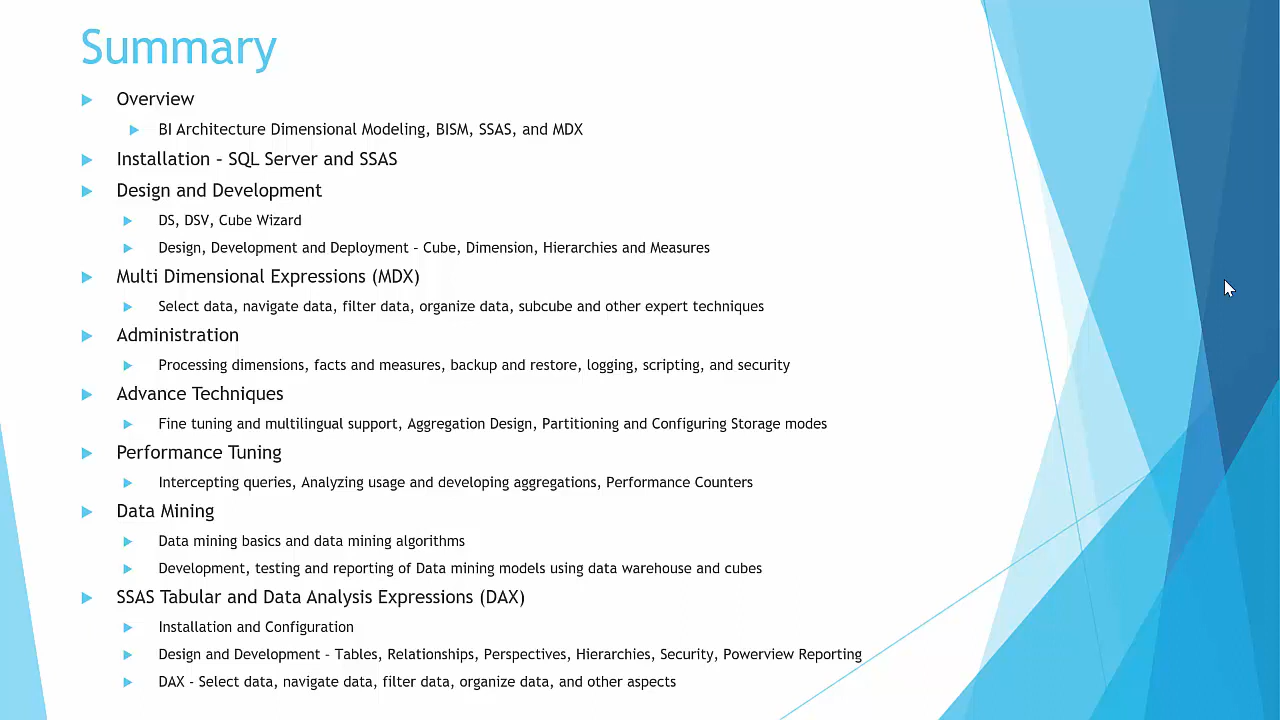 Summary
Overview
BI Architecture Dimensional Modeling, BISM, SSAS, and MDX
Installation – SQL Server and SSAS
Design and Development
DS, DSV, Cube Wizard
Design, Development and Deployment – Cube, Dimension, Hierarchies and Measures
Multi Dimensional Expressions (MDX)
Select data, navigate data, filter data, organize data, subcube and other expert techniques
Administration
Processing dimensions, facts and measures, backup and restore, logging, scripting, and security
Advance Techniques
Fine tuning and multilingual support, Aggregation Design, Partitioning and Configuring Storage modes
Performance Tuning
Intercepting queries, Analyzing usage and developing aggregations, Performance Counters
Data Mining
Data mining basics and data mining algorithms
Development, testing and reporting of Data mining models using data warehouse and cubes
SSAS Tabular and Data Analysis Expressions (DAX)
Installation and Configuration
Design and Development – Tables, Relationships, Perspectives, Hierarchies, Security, Powerview Reporting
DAX - Select data, navigate data, filter data, organize data, and other aspects